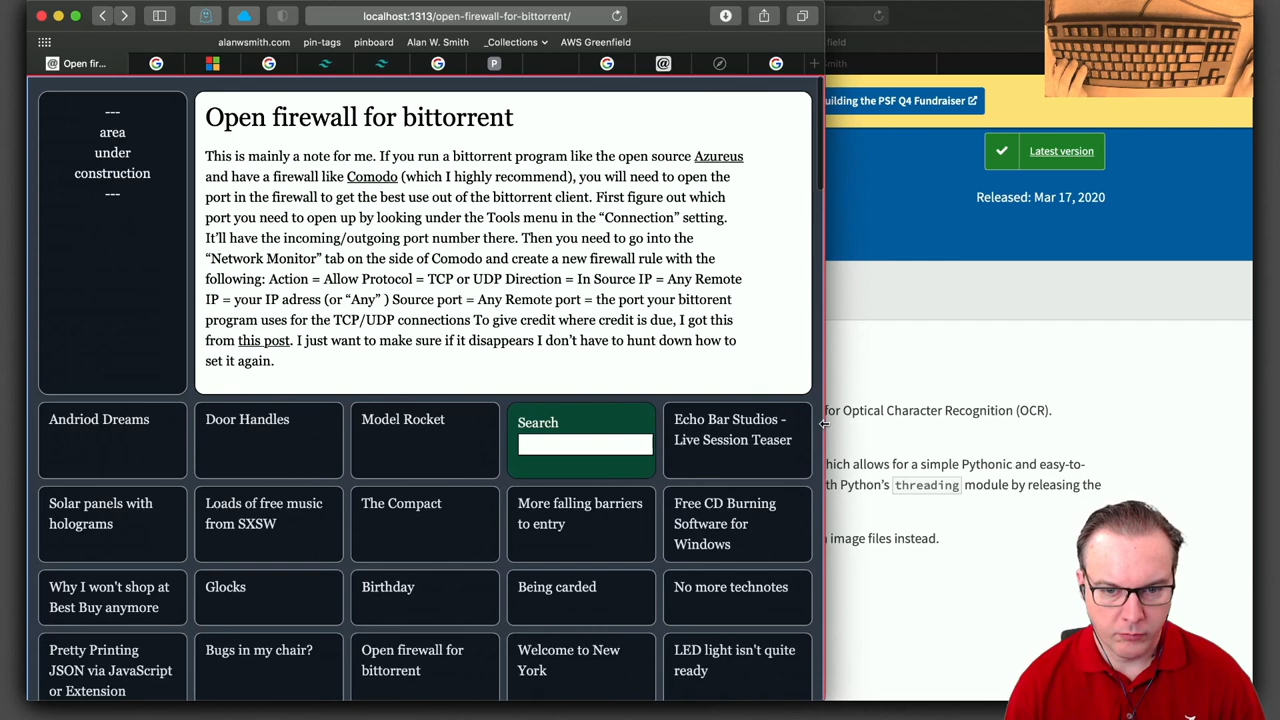 localhost:1313/open-firewall-for-bittorrent/
alanwsmith.com pin-tags pinboard Alan W. Smith _Collections AWS Greenfield
field
@ Open fir...
P
@
mith
---
area
under
construction
---
Open firewall for bittorrent
This is mainly a note for me. If you run a bittorrent program like the open source Azureus
and have a firewall like Comodo (which I highly recommend), you will need to open the
port in the firewall to get the best use out of the bittorrent client. First figure out which
port you need to open up by looking under the Tools menu in the “Connection” setting.
It’ll have the incoming/outgoing port number there. Then you need to go into the
“Network Monitor” tab on the side of Comodo and create a new firewall rule with the
following: Action = Allow Protocol = TCP or UDP Direction = In Source IP = Any Remote
IP = your IP adress (or “Any” ) Source port = Any Remote port = the port your bittorent
program uses for the TCP/UDP connections To give credit where credit is due, I got this
from this post. I just want to make sure if it disappears I don’t have to hunt down how to
set it again.
uilding the PSF Q4 Fundraiser
Latest version
Released: Mar 17, 2020
Andriod Dreams
Door Handles
Model Rocket
Search
Echo Bar Studios -
Live Session Teaser
for Optical Character Recognition (OCR).
hich allows for a simple Pythonic and easy-to-
th Python’s threading module by releasing the
image files instead.
Solar panels with
holograms
Loads of free music
from SXSW
The Compact
More falling barriers
to entry
Free CD Burning
Software for
Windows
Why I won't shop at
Best Buy anymore
Glocks
Birthday
Being carded
No more technotes
Pretty Printing
JSON via JavaScript
or Extension
Bugs in my chair?
Open firewall for
bittorrent
Welcome to New
York
LED light isn't quite
ready